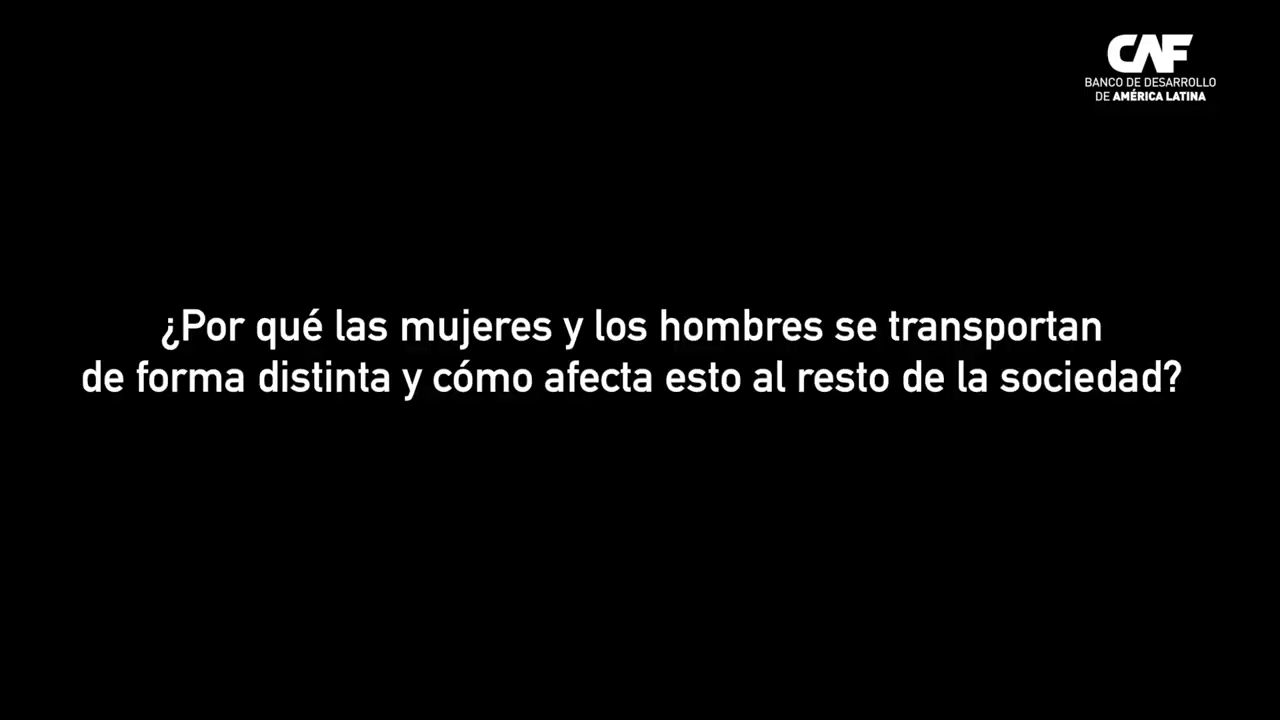 CAF
BANCO DE DESARROLLO
DE AMÉRICA LATINA
¿Por qué las mujeres y los hombres se transportan
de forma distinta y cómo afecta esto al resto de la sociedad?